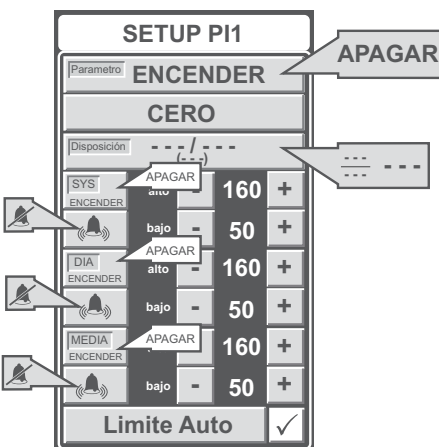 SETUP PI1
Parametro ENCENDER
APAGAR
CERO
Disposición - - - / - - -
(- - -)
--- --- - - -
SYS
ENCENDER
APAGAR
alto - 160 +
bajo - 50 +
DIA
ENCENDER
APAGAR
alto - 160 +
bajo - 50 +
MEDIA
ENCENDER
APAGAR
160 +
bajo - 50 +
Limite Auto ✓